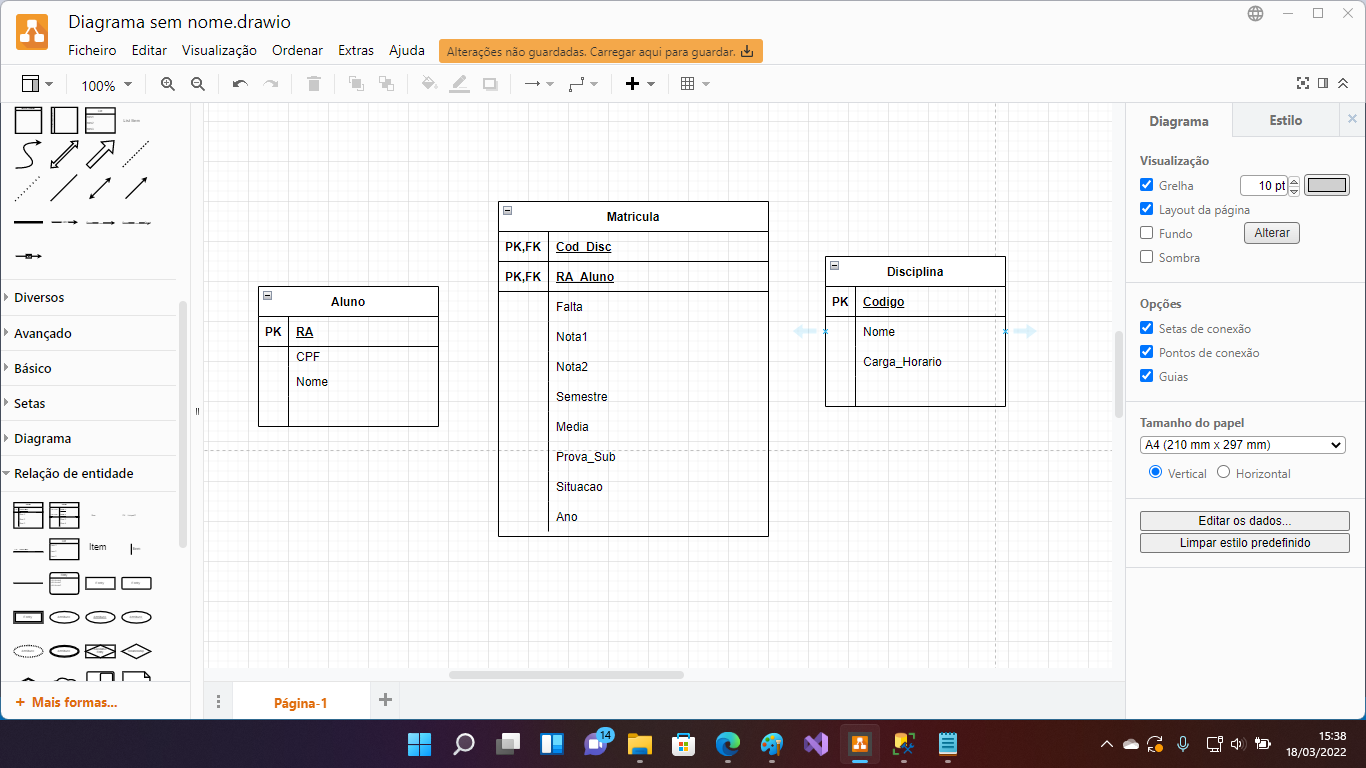 Diagrama sem nome.drawio
Ficheiro Editar Visualização Ordenar Extras Ajuda Alterações não guardadas. Carregar aqui para guardar.
100%
Diversos
Avançado
Básico
Setas
Diagrama
Relação de entidade
Item
+ Mais formas...
Aluno
PK RA
CPF
Nome
Matricula
PK,FK Cod_Disc
PK,FK RA_Aluno
Falta
Nota1
Nota2
Semestre
Media
Prova_Sub
Situacao
Ano
Disciplina
PK Codigo
Nome
Carga_Horario
Página-1
Diagrama Estilo
Visualização
Grelha 10 pt
Layout da página
Fundo Alterar
Sombra
Opções
Setas de conexão
Pontos de conexão
Guias
Tamanho do papel
A4 (210 mm x 297 mm)
Vertical Horizontal
Editar os dados...
Limpar estilo predefinido
14
15:38
18/03/2022